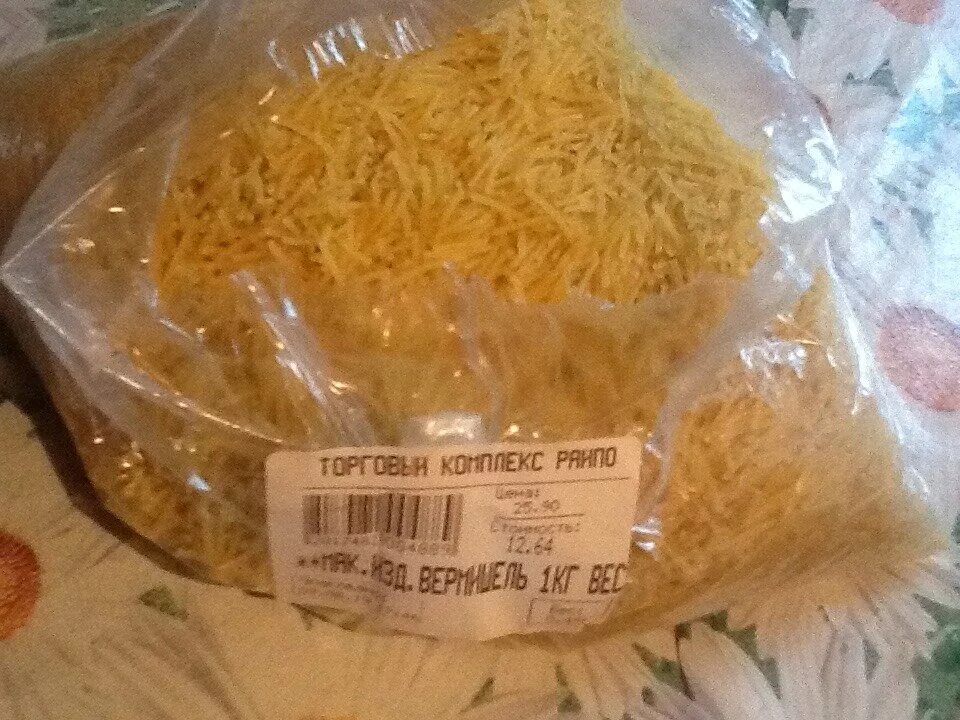 ТОРГОВЫЙ КОМПЛЕКС РАЙПО
Цена:
25.90
Стоимость:
12.64
**МАК.ИЗД.ВЕРМИШЕЛЬ 1КГ ВЕС